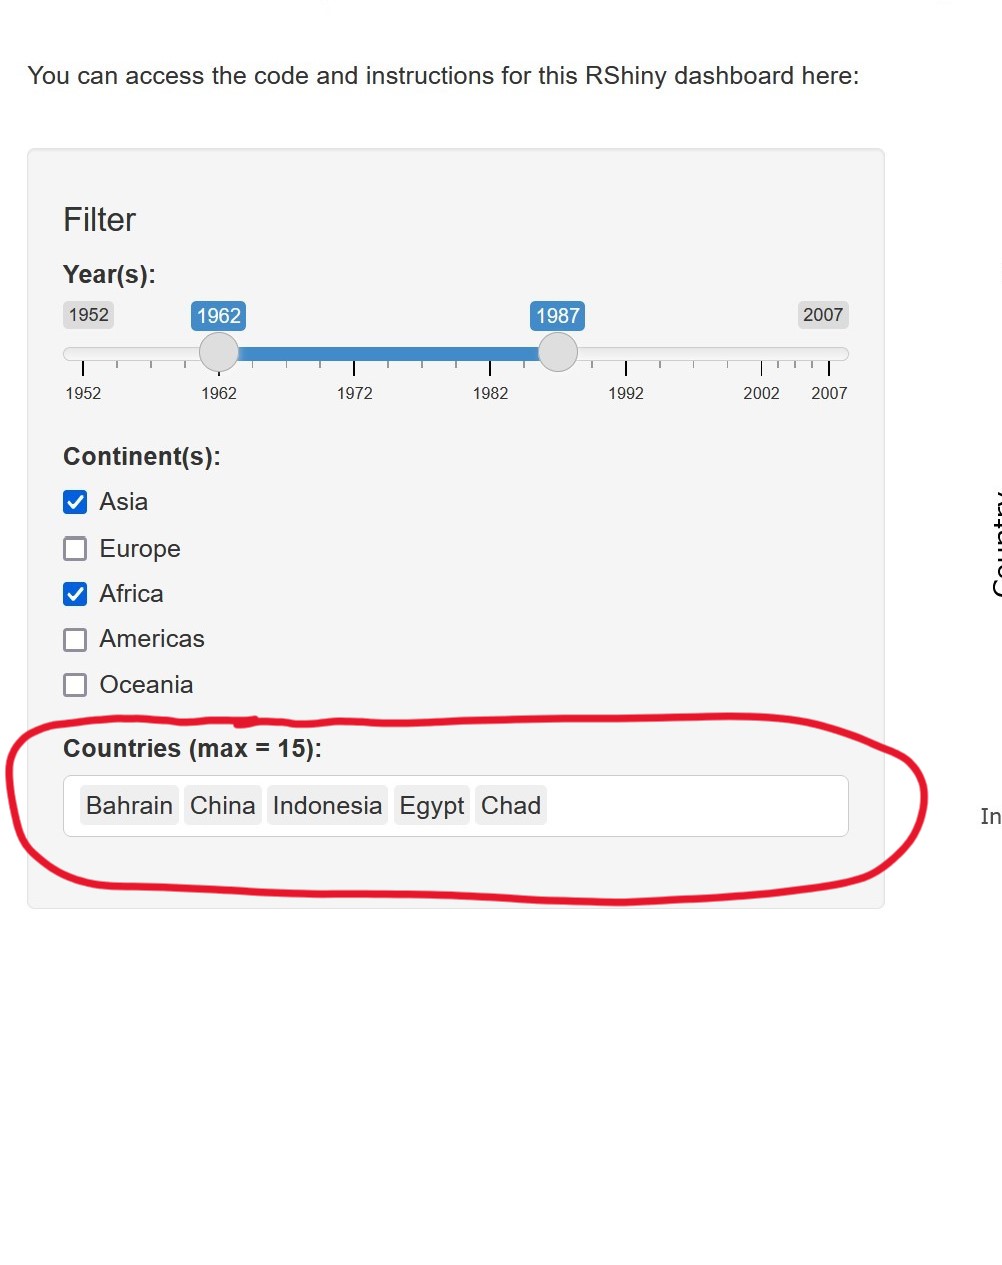 You can access the code and instructions for this RShiny dashboard here:
Filter
Year(s):
1952 1962 1987 2007
1952 1962 1972 1982 1992 2002 2007
Continent(s):
Asia
Europe
Africa
Americas
Oceania
Countries (max = 15):
Bahrain China Indonesia Egypt Chad
Country
In